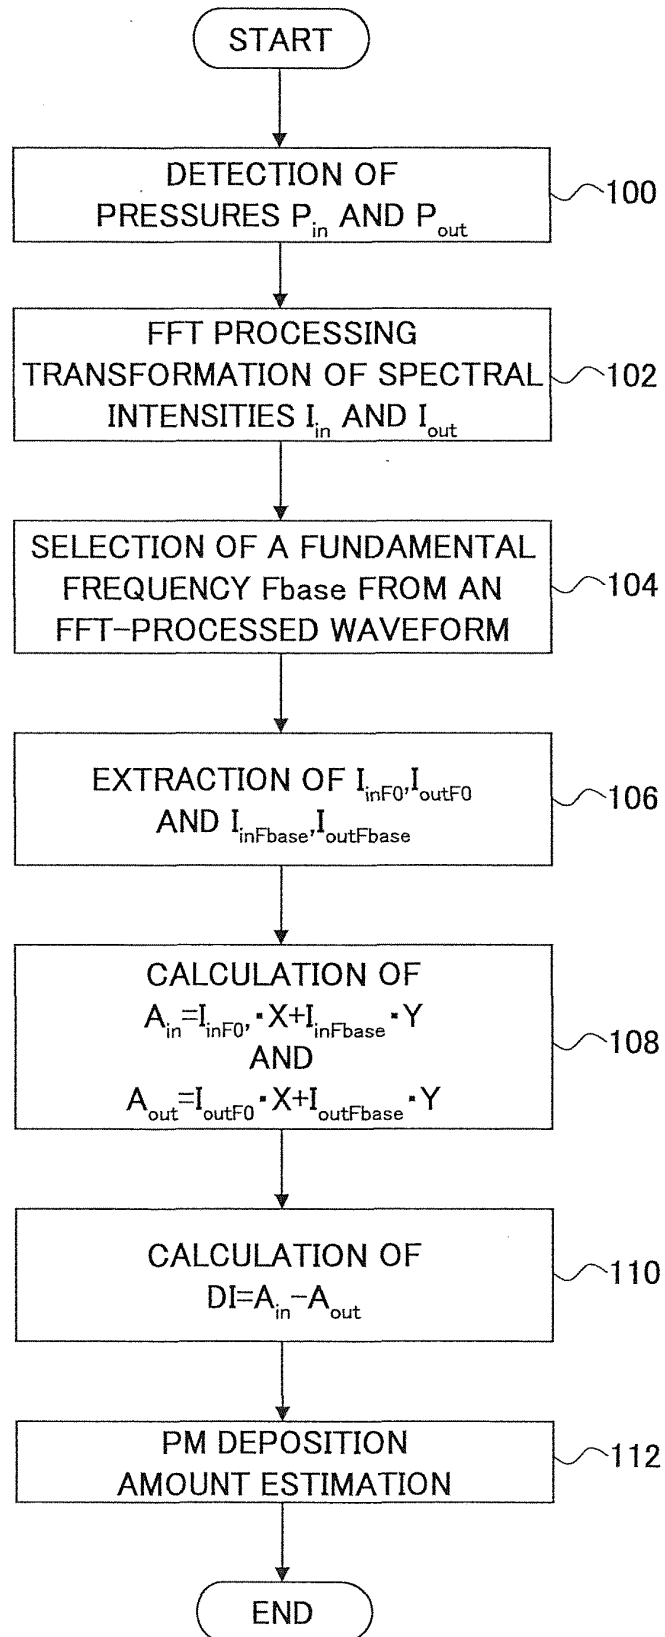 START
DETECTION OF
PRESSURES Pin AND Pout
100
FFT PROCESSING
TRANSFORMATION OF SPECTRAL
INTENSITIES Iin AND Iout
102
SELECTION OF A FUNDAMENTAL
FREQUENCY Fbase FROM AN
FFT-PROCESSED WAVEFORM
104
EXTRACTION OF IinF0,IoutF0
AND IinFbase,IoutFbase
106
CALCULATION OF
Ain=IinF0,·X+IinFbase·Y
AND
Aout=IoutF0·X+IoutFbase·Y
108
CALCULATION OF
DI=Ain-Aout
110
PM DEPOSITION
AMOUNT ESTIMATION
112
END